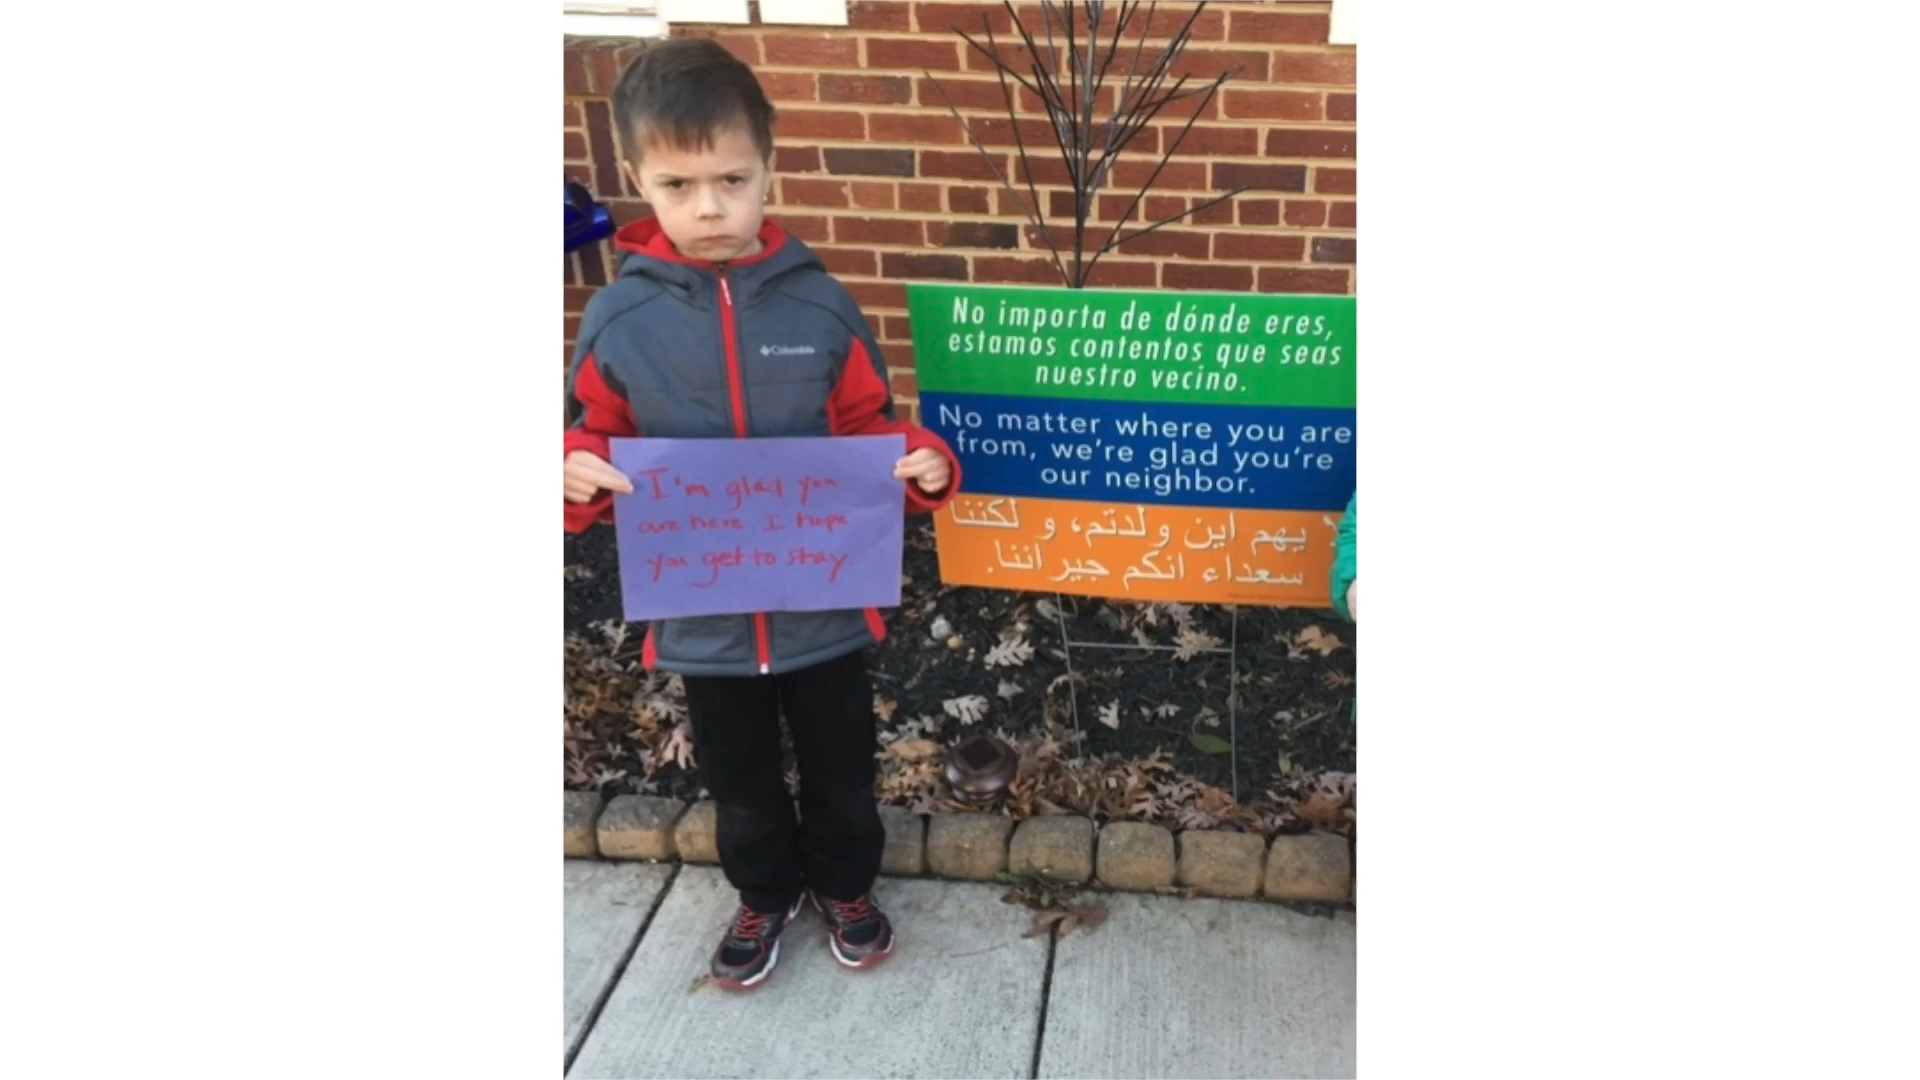 Columbia
I'm glad you
are here. I hope
you get to stay.
No importa de dónde eres,
estamos contentos que seas
nuestro vecino.
No matter where you are
from, we're glad you're
our neighbor.
يهم اين ولدتم، و لكننا
سعداء انكم جيراننا.